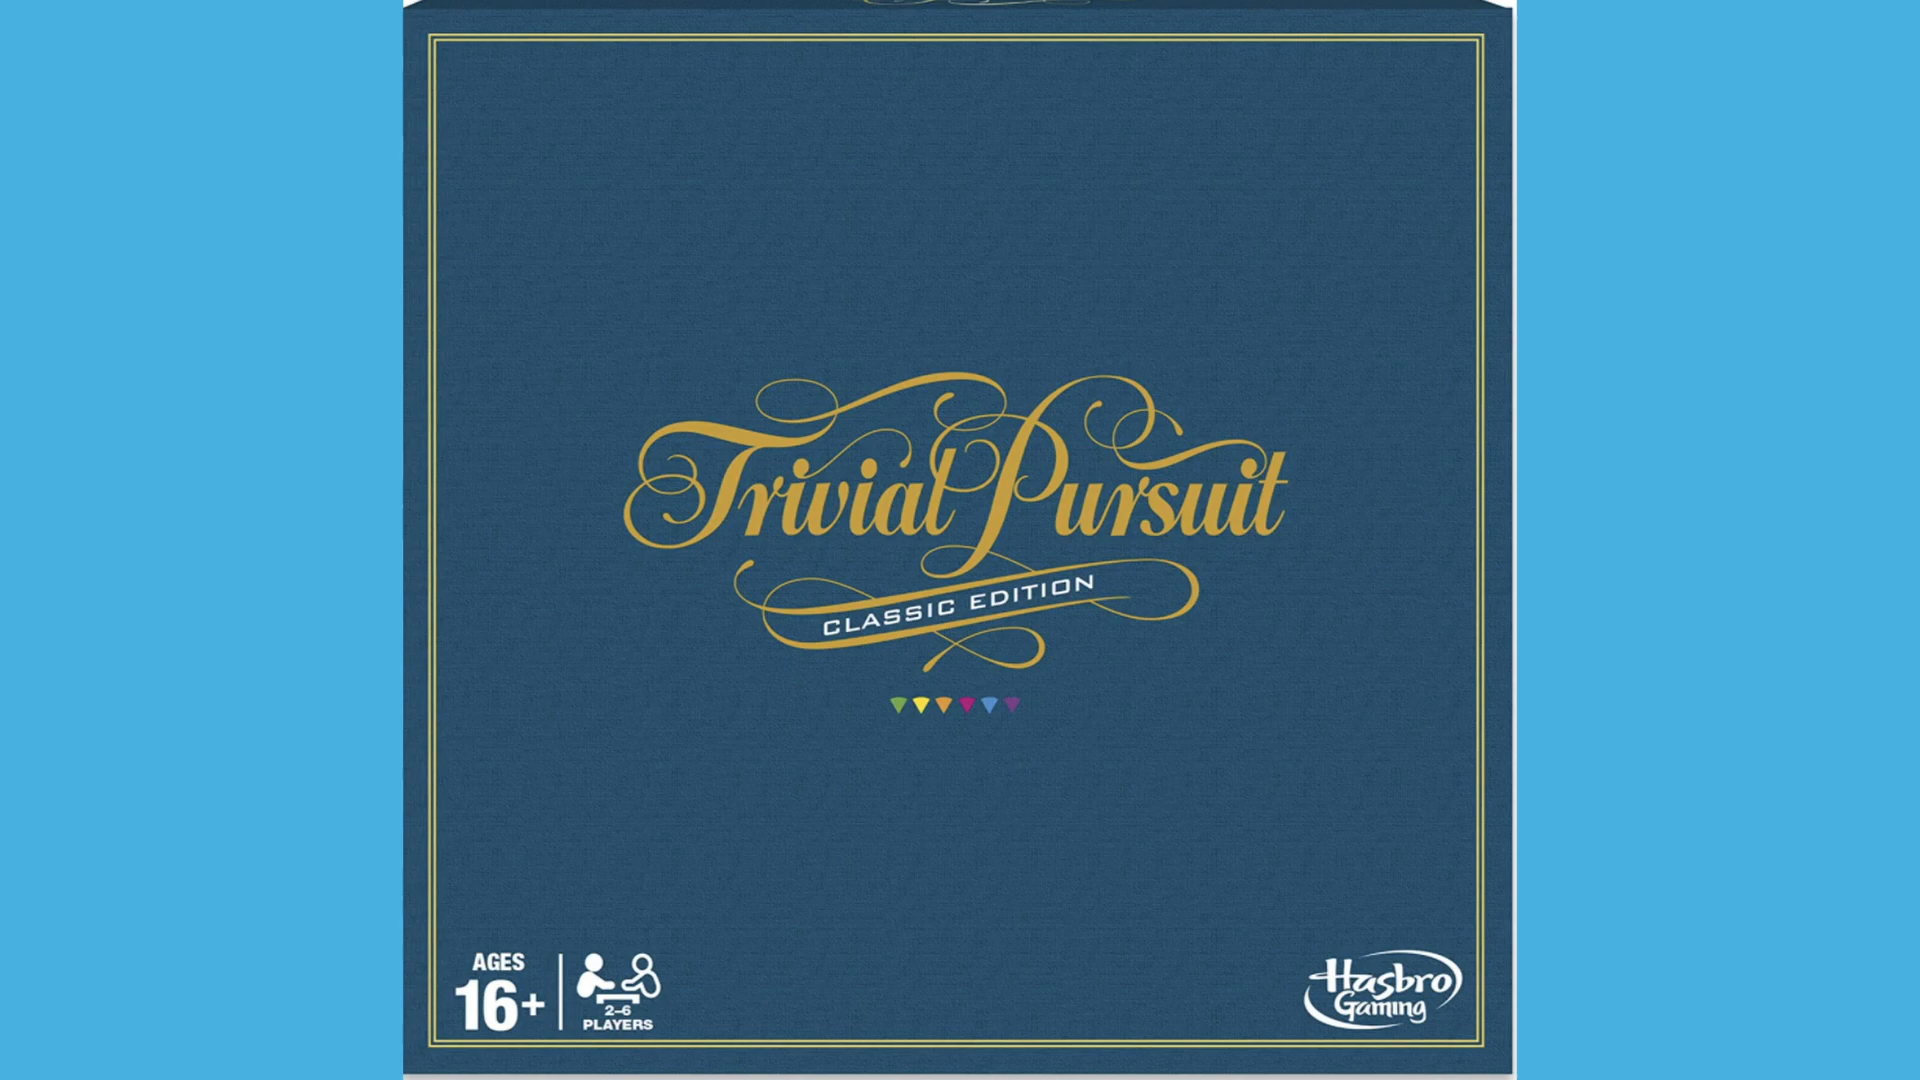 Trivial Pursuit
CLASSIC EDITION
AGES
16+
2–6
PLAYERS
Hasbro
Gaming